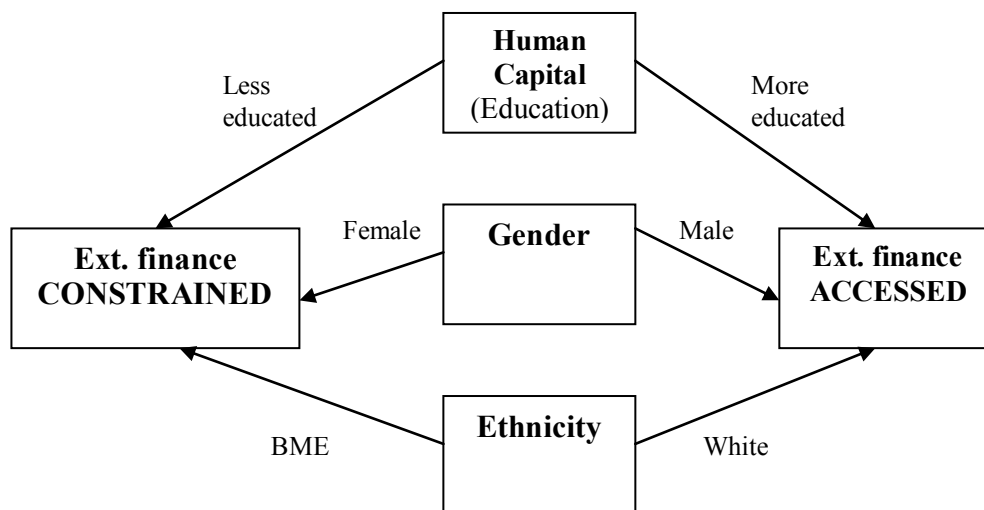 Human
Capital
(Education)
Less
educated
More
educated
Ext. finance
CONSTRAINED
Female
Gender
Male
Ext. finance
ACCESSED
BME
Ethnicity
White